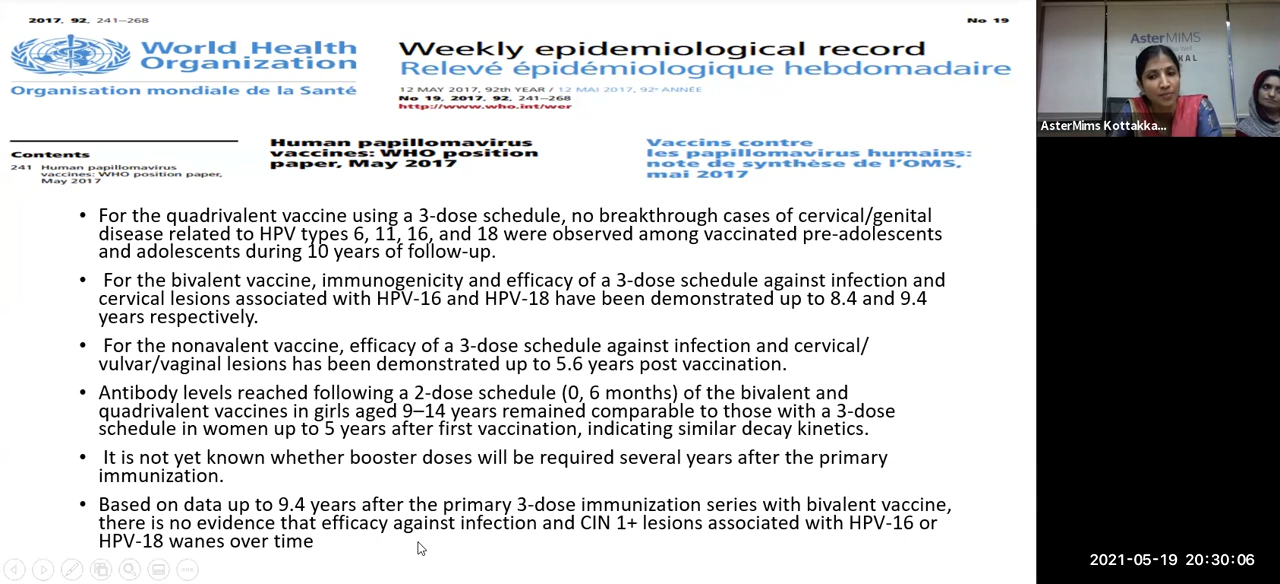 2017, 92, 241–268
No 19
World Health
Organization
Organisation mondiale de la Santé
Weekly epidemiological record
Relevé épidémiologique hebdomadaire
12 MAY 2017, 92th YEAR / 12 MAI 2017, 92e ANNÉE
No 19, 2017, 92, 241–268
http://www.who.int/wer
Contents
241 Human papillomavirus
vaccines: WHO position paper,
May 2017
Human papillomavirus
vaccines: WHO position
paper, May 2017
Vaccins contre
les papillomavirus humains:
note de synthèse de l'OMS,
mai 2017
• For the quadrivalent vaccine using a 3-dose schedule, no breakthrough cases of cervical/genital
disease related to HPV types 6, 11, 16, and 18 were observed among vaccinated pre-adolescents
and adolescents during 10 years of follow-up.
• For the bivalent vaccine, immunogenicity and efficacy of a 3-dose schedule against infection and
cervical lesions associated with HPV-16 and HPV-18 have been demonstrated up to 8.4 and 9.4
years respectively.
• For the nonavalent vaccine, efficacy of a 3-dose schedule against infection and cervical/
vulvar/vaginal lesions has been demonstrated up to 5.6 years post vaccination.
• Antibody levels reached following a 2-dose schedule (0, 6 months) of the bivalent and
quadrivalent vaccines in girls aged 9–14 years remained comparable to those with a 3-dose
schedule in women up to 5 years after first vaccination, indicating similar decay kinetics.
• It is not yet known whether booster doses will be required several years after the primary
immunization.
• Based on data up to 9.4 years after the primary 3-dose immunization series with bivalent vaccine,
there is no evidence that efficacy against infection and CIN 1+ lesions associated with HPV-16 or
HPV-18 wanes over time
AsterMIMS
AsterMims Kottakka...
2021-05-19 20:30:06